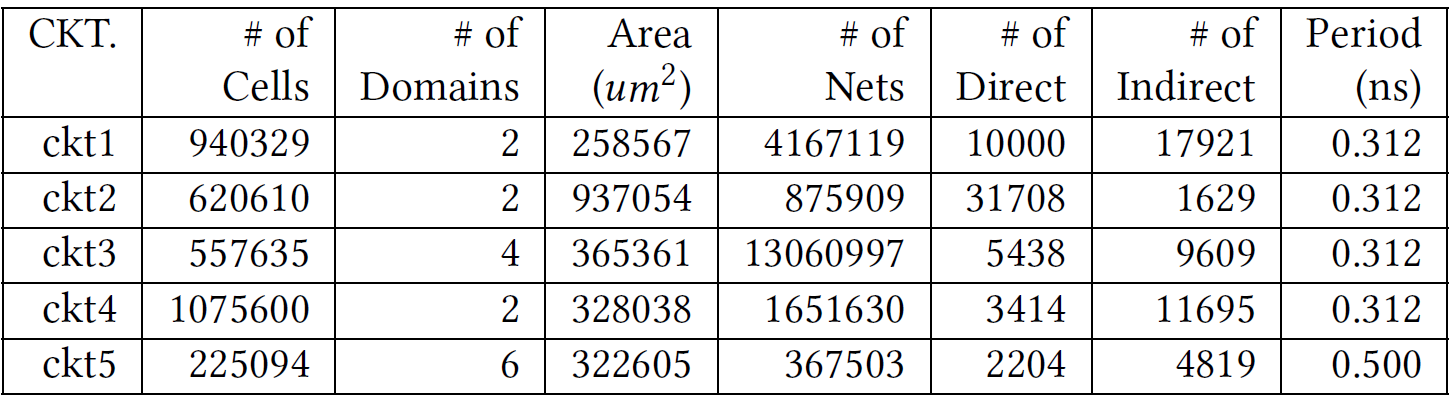 CKT. # of # of Area # of # of # of Period
Cells Domains (um²) Nets Direct Indirect (ns)
ckt1 940329 2 258567 4167119 10000 17921 0.312
ckt2 620610 2 937054 875909 31708 1629 0.312
ckt3 557635 4 365361 13060997 5438 9609 0.312
ckt4 1075600 2 328038 1651630 3414 11695 0.312
ckt5 225094 6 322605 367503 2204 4819 0.500